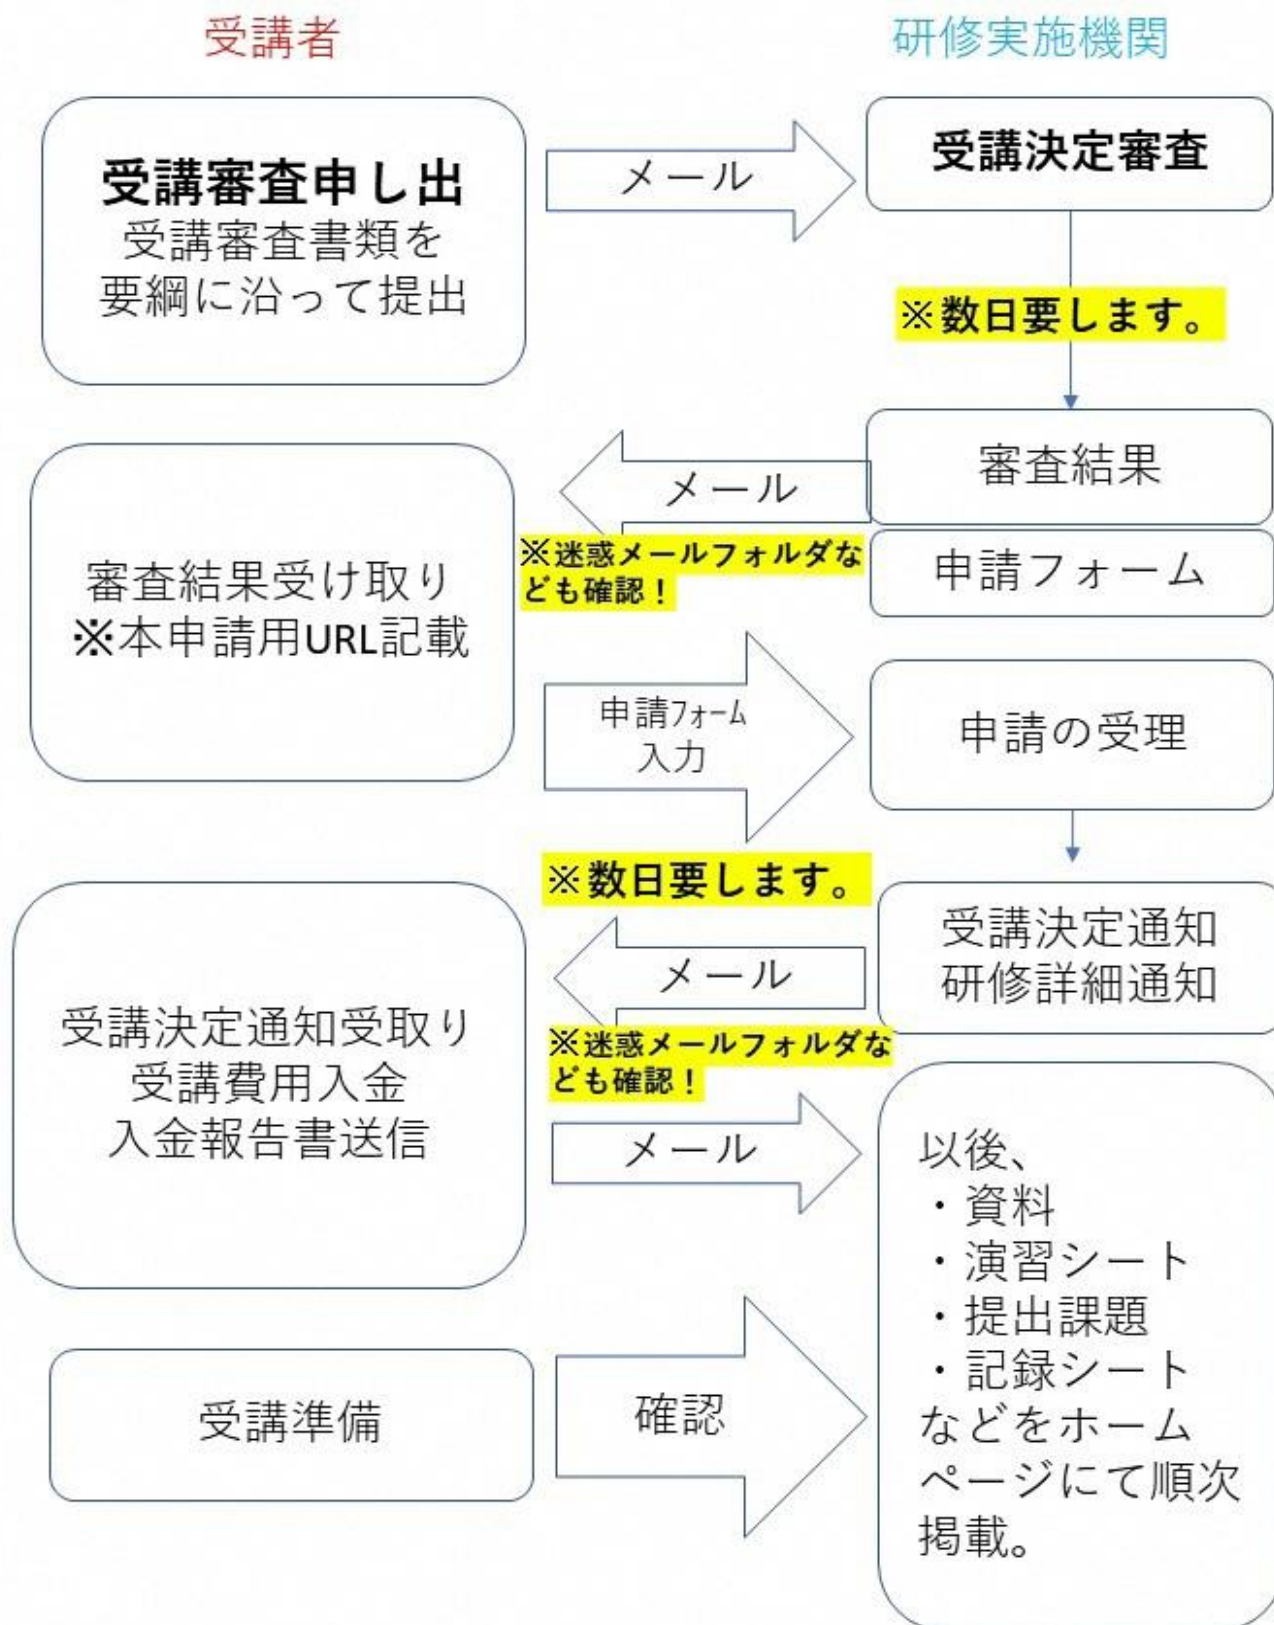 受講者
研修実施機関
受講審査申し出
受講審査書類を
要綱に沿って提出
メール
受講決定審査
※数日要します。
審査結果
メール
※迷惑メールフォルダな
ども確認！
申請フォーム
審査結果受け取り
※本申請用URL記載
申請フォーム
入力
申請の受理
※数日要します。
受講決定通知
研修詳細通知
メール
※迷惑メールフォルダな
ども確認！
受講決定通知受取り
受講費用入金
入金報告書送信
メール
以後、
・資料
・演習シート
・提出課題
・記録シート
などをホーム
ページにて順次
掲載。
受講準備
確認